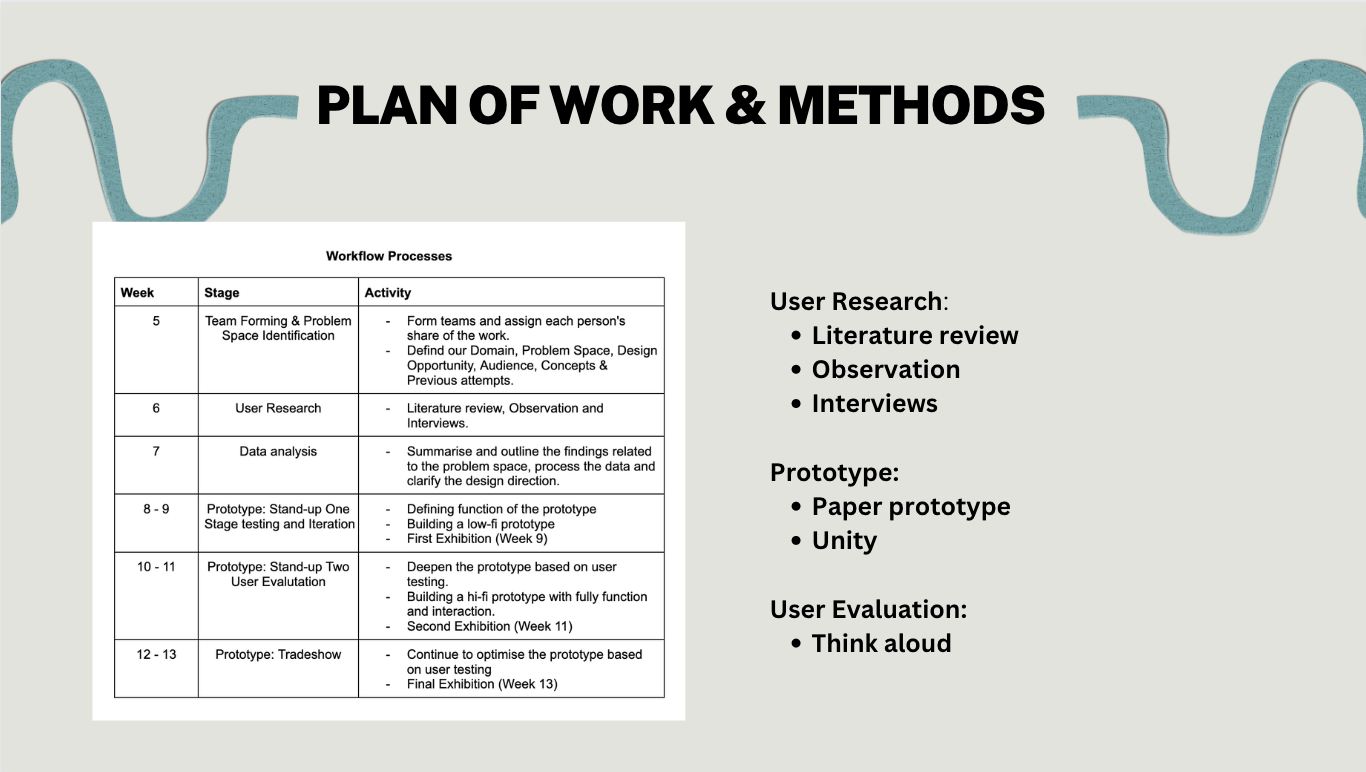 PLAN OF WORK & METHODS
Workflow Processes
Week Stage Activity
5 Team Forming & Problem Space Identification
- Form teams and assign each person's
share of the work.
- Defind our Domain, Problem Space, Design
Opportunity, Audience, Concepts &
Previous attempts.
6 User Research
- Literature review, Observation and
Interviews.
7 Data analysis
- Summarise and outline the findings related
to the problem space, process the data and
clarify the design direction.
8 - 9 Prototype: Stand-up One
Stage testing and Iteration
- Defining function of the prototype
- Building a low-fi prototype
- First Exhibition (Week 9)
10 - 11 Prototype: Stand-up Two
User Evalutation
- Deepen the prototype based on user
testing.
- Building a hi-fi prototype with fully function
and interaction.
- Second Exhibition (Week 11)
12 - 13 Prototype: Tradeshow
- Continue to optimise the prototype based
on user testing
- Final Exhibition (Week 13)
User Research:
• Literature review
• Observation
• Interviews
Prototype:
• Paper prototype
• Unity
User Evaluation:
• Think aloud